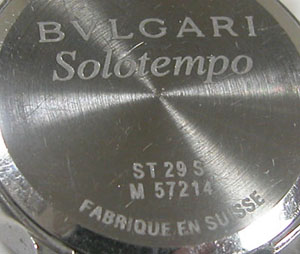 BVLGARI
Solotempo
ST 29 S
M 57214
FABRIQUE EN SUISSE